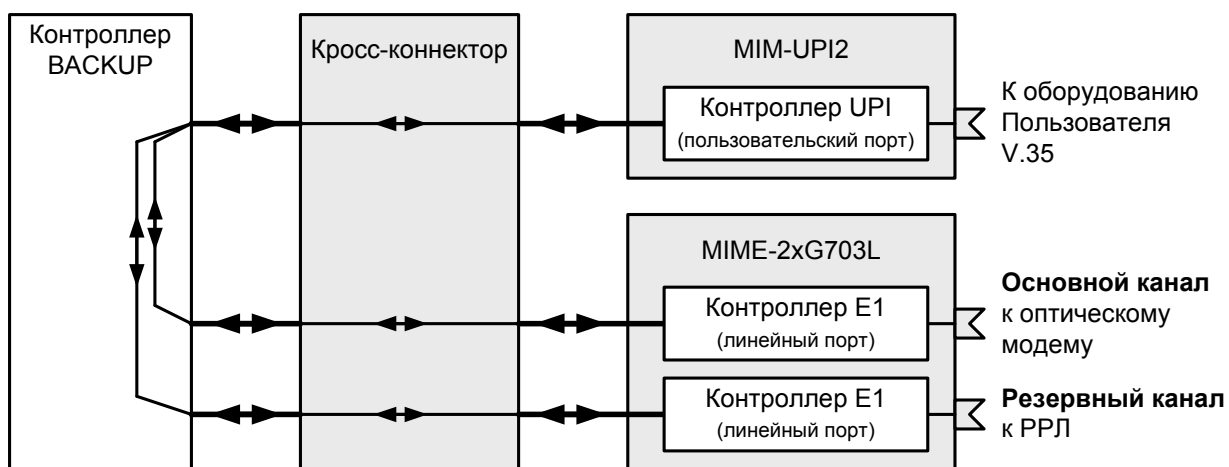 Контроллер
BACKUP
Кросс-коннектор
MIM-UPI2
Контроллер UPI
(пользовательский порт)
К оборудованию
Пользователя
V.35
MIME-2xG703L
Контроллер E1
(линейный порт)
Основной канал
к оптическому
модему
Контроллер E1
(линейный порт)
Резервный канал
к РРЛ